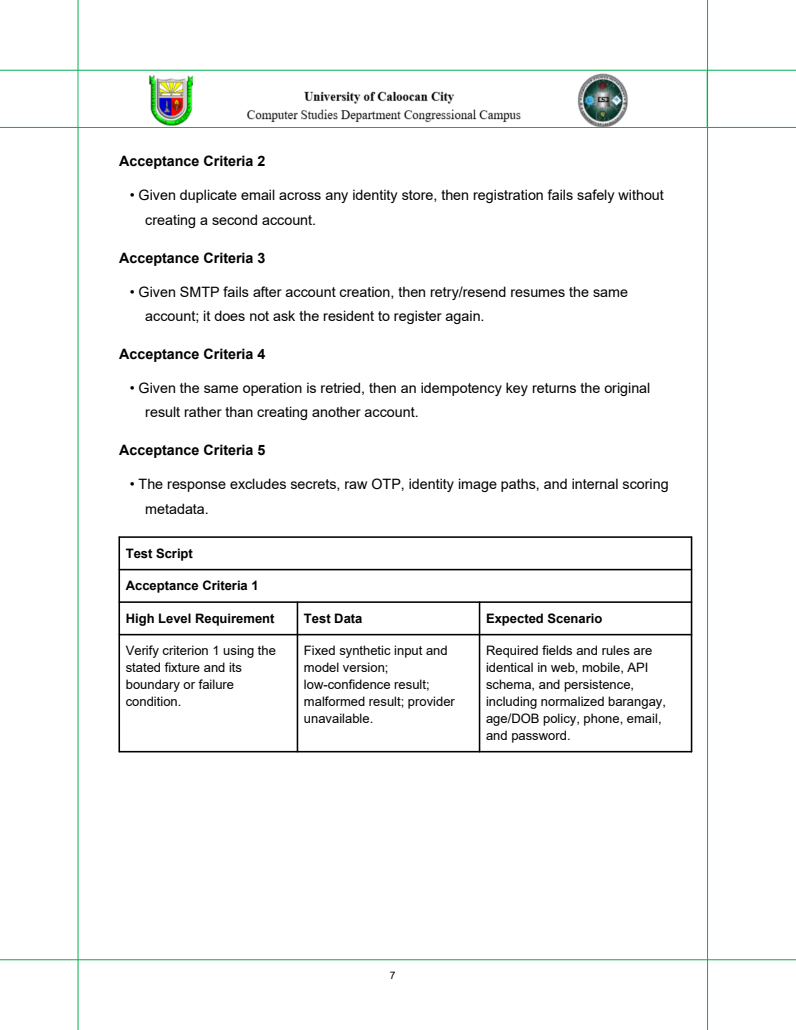 University of Caloocan City
Computer Studies Department Congressional Campus
Acceptance Criteria 2
• Given duplicate email across any identity store, then registration fails safely without
creating a second account.
Acceptance Criteria 3
• Given SMTP fails after account creation, then retry/resend resumes the same
account; it does not ask the resident to register again.
Acceptance Criteria 4
• Given the same operation is retried, then an idempotency key returns the original
result rather than creating another account.
Acceptance Criteria 5
• The response excludes secrets, raw OTP, identity image paths, and internal scoring
metadata.
Test Script
Acceptance Criteria 1
High Level Requirement
Test Data
Expected Scenario
Verify criterion 1 using the
stated fixture and its
boundary or failure
condition.
Fixed synthetic input and
model version;
low-confidence result;
malformed result; provider
unavailable.
Required fields and rules are
identical in web, mobile, API
schema, and persistence,
including normalized barangay,
age/DOB policy, phone, email,
and password.
7